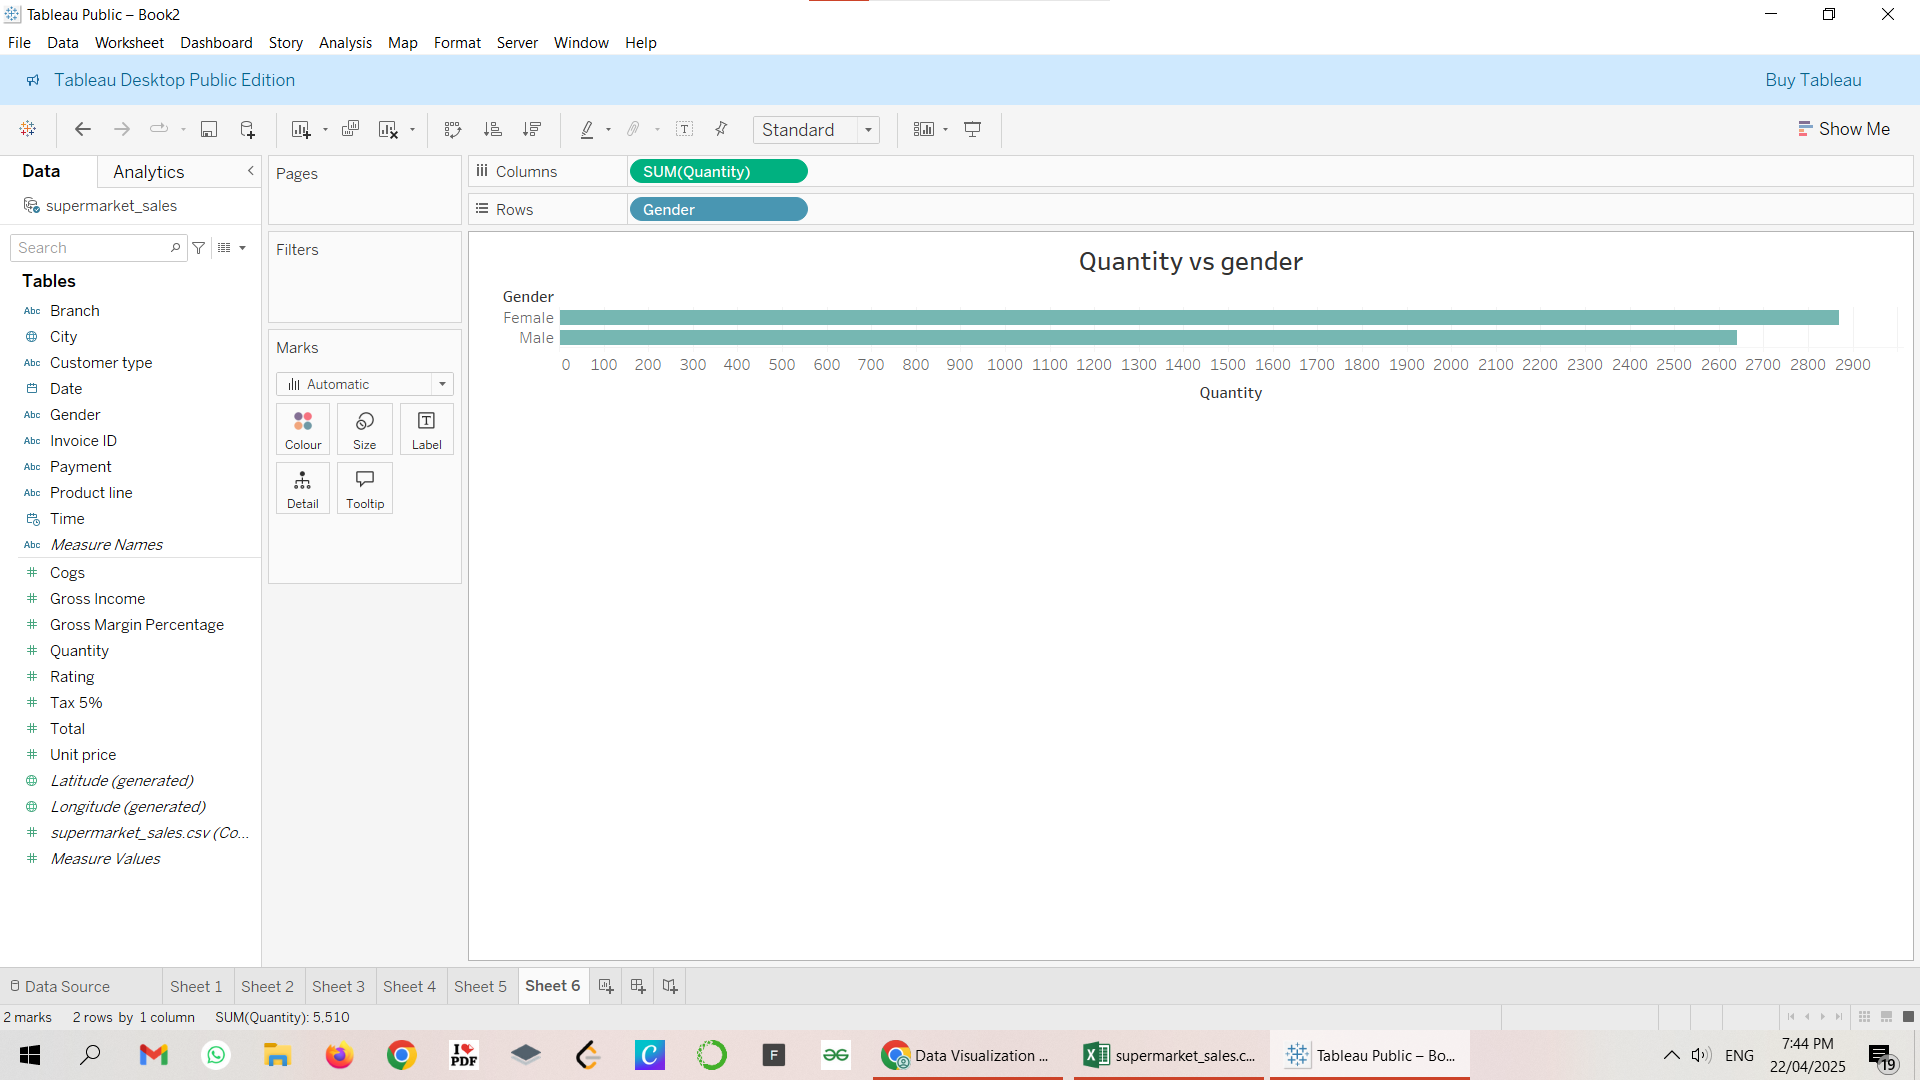 Tableau Public – Book2
File Data Worksheet Dashboard Story Analysis Map Format Server Window Help
Tableau Desktop Public Edition
Buy Tableau
Standard
Show Me
Data
Analytics
supermarket_sales
Search
Tables
Abc Branch
City
Abc Customer type
Date
Abc Gender
Abc Invoice ID
Abc Payment
Abc Product line
Time
Abc Measure Names
Cogs
Gross Income
Gross Margin Percentage
Quantity
Rating
Tax 5%
Total
Unit price
Latitude (generated)
Longitude (generated)
supermarket_sales.csv (Co...
Measure Values
Pages
Filters
Marks
Automatic
Colour Size Label
Detail Tooltip
Columns SUM(Quantity)
Rows Gender
Quantity vs gender
Gender
Female
Male
0 100 200 300 400 500 600 700 800 900 1000 1100 1200 1300 1400 1500 1600 1700 1800 1900 2000 2100 2200 2300 2400 2500 2600 2700 2800 2900
Quantity
Data Source Sheet 1 Sheet 2 Sheet 3 Sheet 4 Sheet 5 Sheet 6
2 marks 2 rows by 1 column SUM(Quantity): 5,510
I PDF
F
Data Visualization ...
supermarket_sales.c...
Tableau Public – Bo...
ENG
7:44 PM
22/04/2025
19